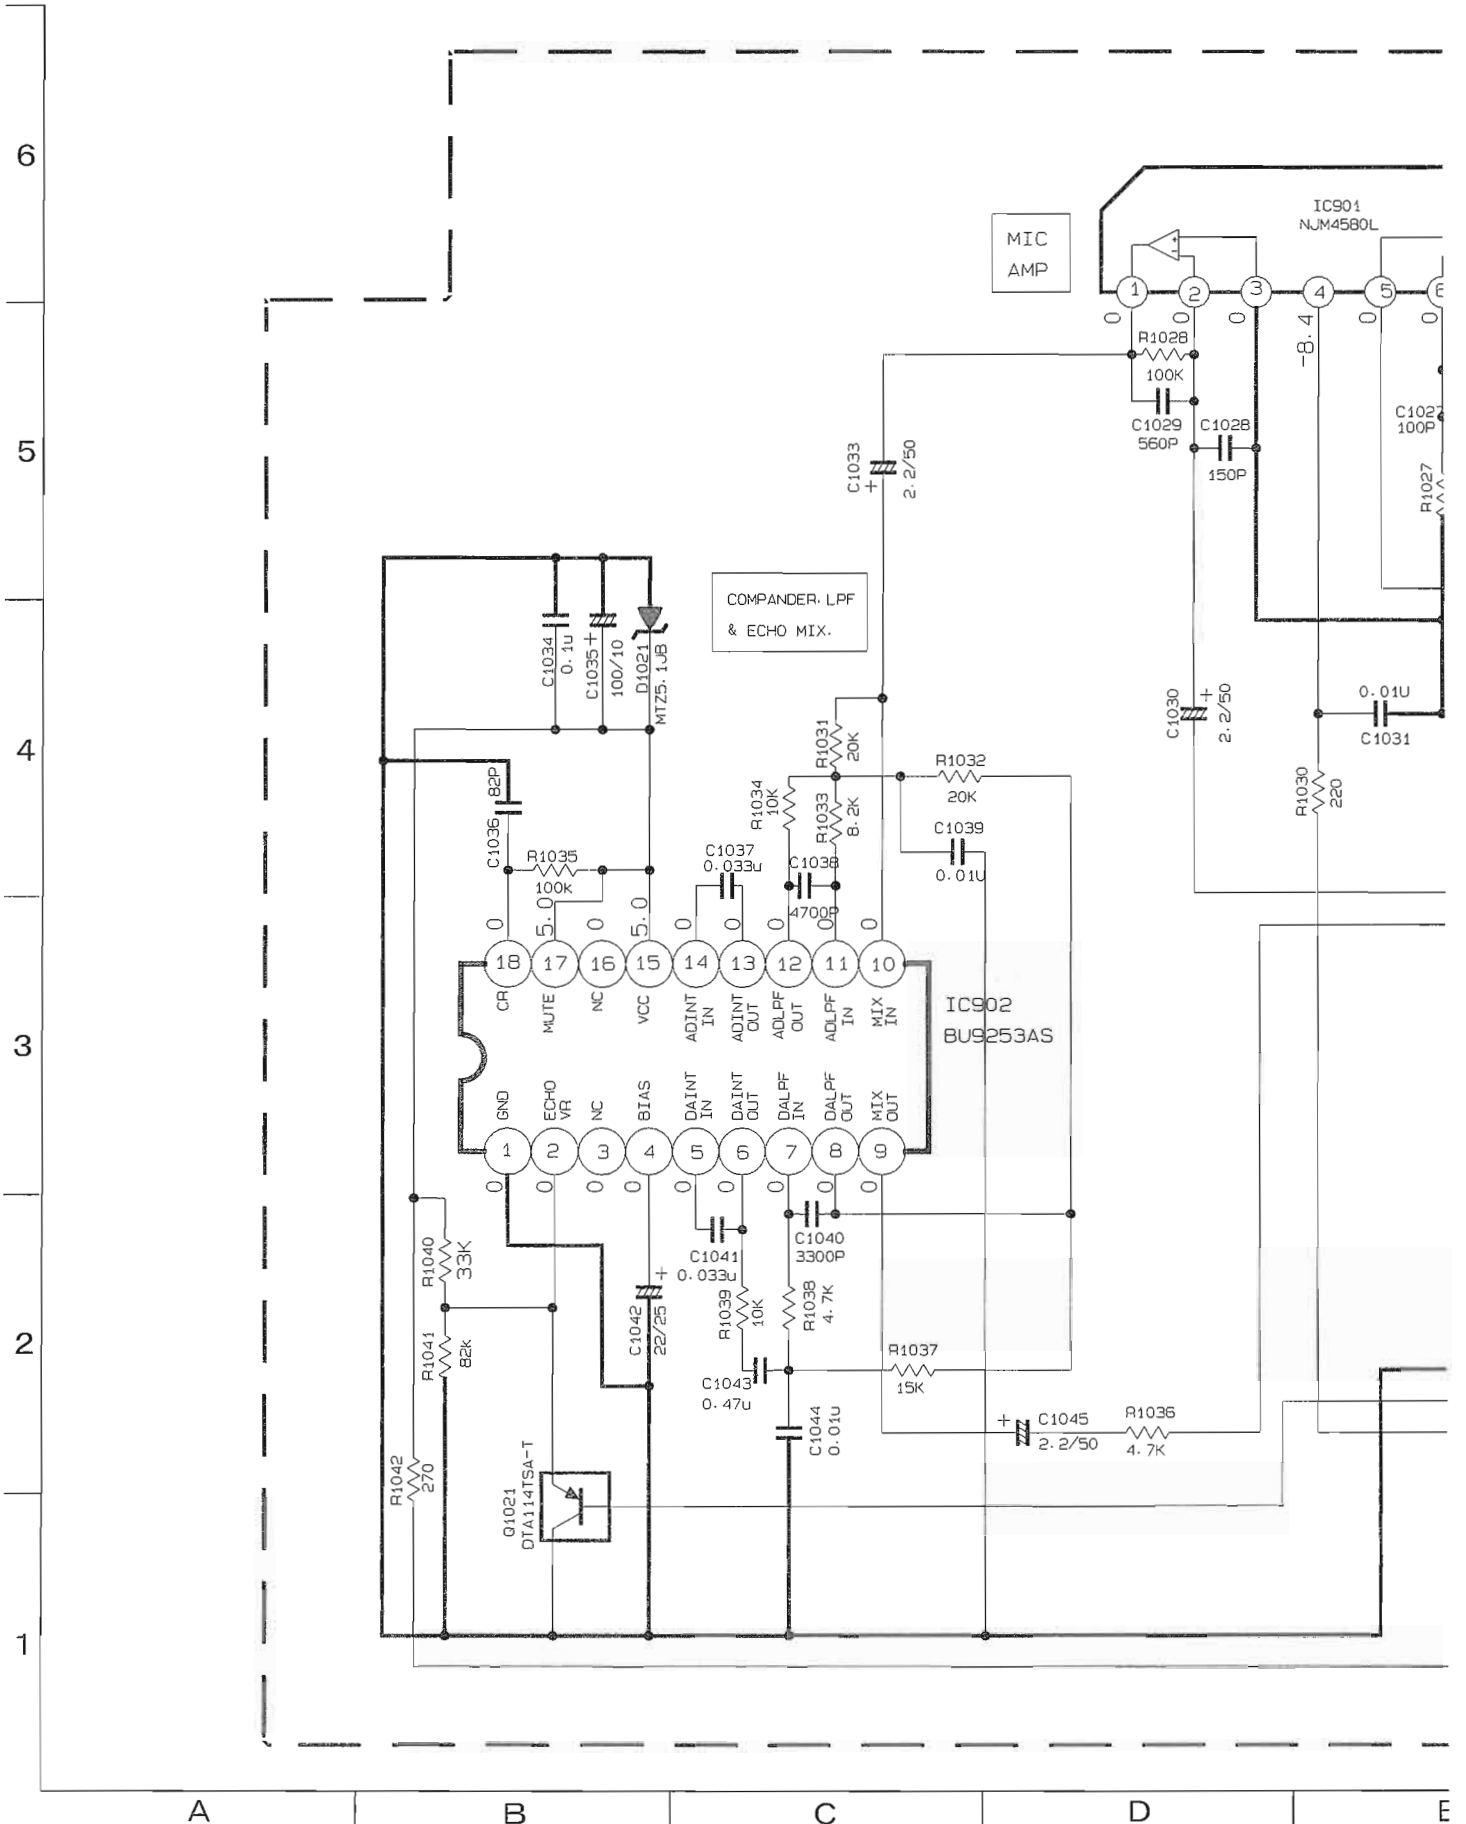 6
IC901
NJM4580L
MIC
AMP
1
2
3
4
5
0
0
0
-8.4
0
0
R1028
100K
C1029
560P
C1028
150P
C1027
100P
R1027
5
C1033
+
2.2/50
COMPANDER. LPF
& ECHO MIX.
C1034
0.1u
C1035
+
100/10
D1021
MTZ5.1JB
C1030
+
2.2/50
0.01U
C1031
4
R1031
20K
R1032
20K
R1034
10K
R1033
8.2K
R1030
220
82P
C1036
R1035
100k
C1037
0.033u
C1038
4700P
C1039
0.01U
0
5.0
0
5.0
0
0
0
0
0
18
17
16
15
14
13
12
11
10
CR
MUTE
NC
VCC
ADINT
IN
ADINT
OUT
ADLPF
OUT
ADLPF
IN
MIX
IN
IC902
BU9253AS
3
GND
ECHO
VR
NC
BIAS
DAINT
IN
DAINT
OUT
DALPF
IN
DALPF
OUT
MIX
OUT
1
2
3
4
5
6
7
8
9
0
0
0
0
0
0
0
0
0
R1040
33K
C1041
0.033u
C1040
3300P
+
C1042
22/25
R1039
10K
R1038
4.7K
2
R1041
82k
R1037
15K
C1043
0.47u
C1044
0.01U
+
C1045
2.2/50
R1036
4.7K
R1042
270
Q1021
DTA114TSA-T
1
A
B
C
D
E